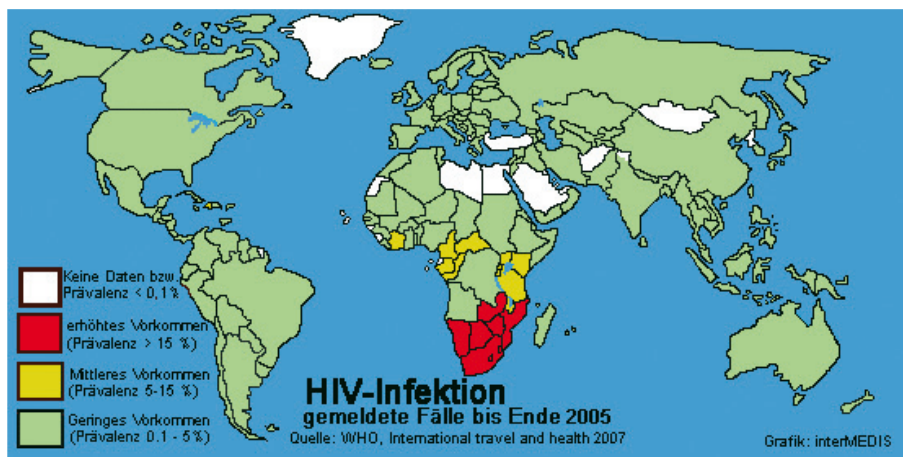 Keine Daten bzw.
Prävalenz < 0,1%
erhöhtes Vorkommen
(Prävalenz > 15 %)
Mittleres Vorkommen
(Prävalenz 5-15 %)
Geringes Vorkommen
(Prävalenz 0.1 - 5%)
HIV-Infektion
gemeldete Fälle bis Ende 2005
Quelle: WHO, International travel and health 2007
Grafik: interMEDIS